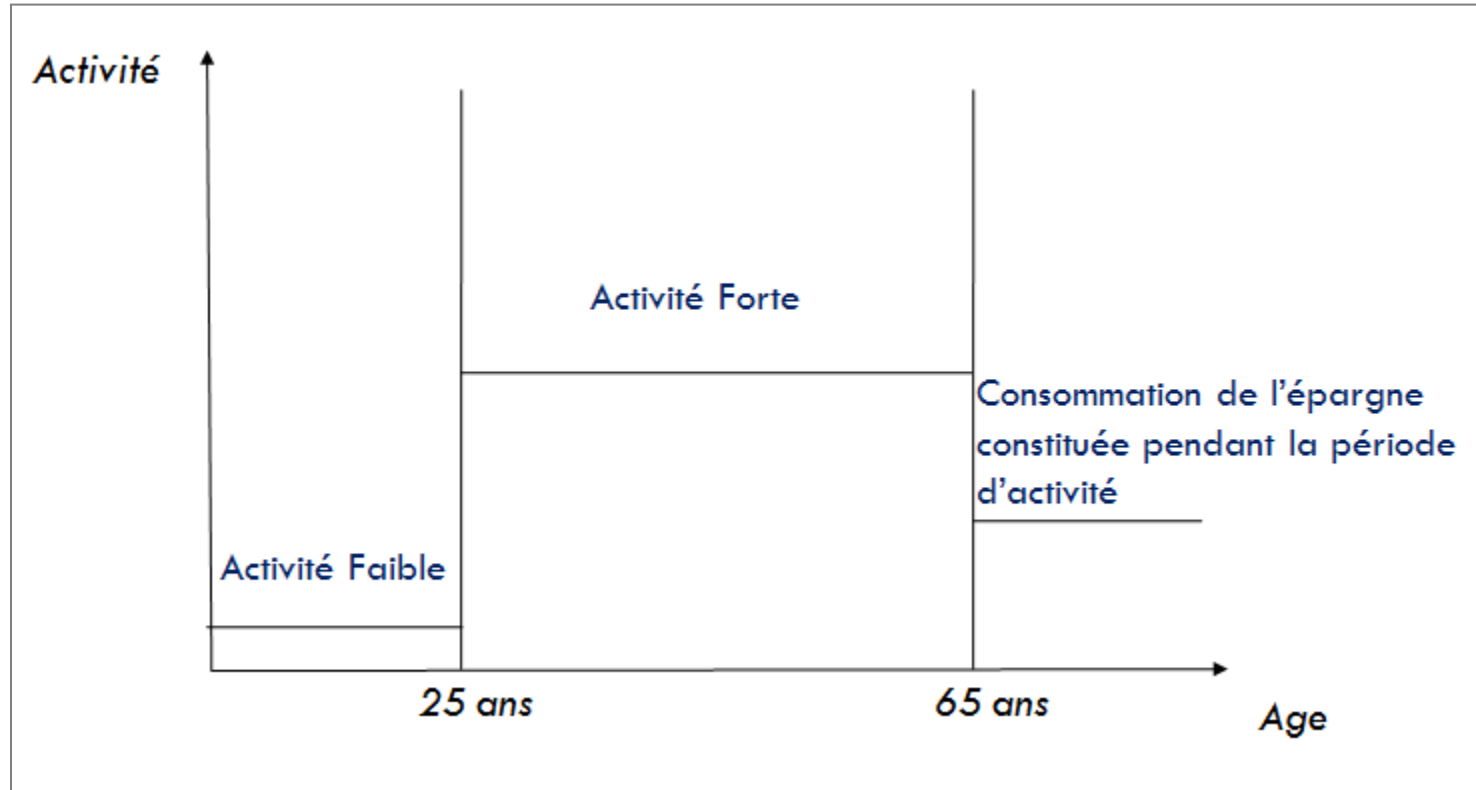 Activité
Activité Forte
Consommation de l'épargne
constituée pendant la période
d'activité
Activité Faible
25 ans
65 ans
Age